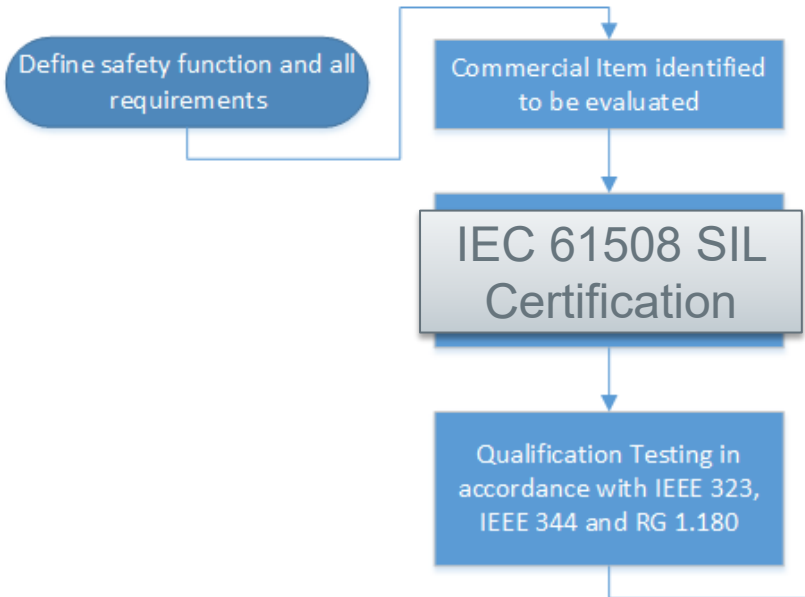 Define safety function and all
requirements
Commercial Item identified
to be evaluated
IEC 61508 SIL
Certification
Qualification Testing in
accordance with IEEE 323,
IEEE 344 and RG 1.180